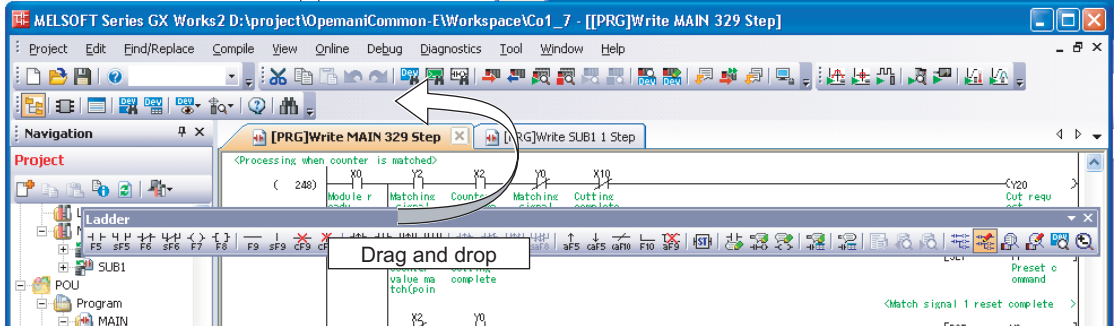 MELSOFT Series GX Works2 D:\project\OpemaniCommon-E\Workspace\Co1_7 - [[PRG]Write MAIN 329 Step]
Project Edit Find/Replace Compile View Online Debug Diagnostics Tool Window Help
Navigation
[PRG]Write MAIN 329 Step
RG]Write SUB1 1 Step
Project
<Processing when counter is matched>
X0 Y2 X2 Y0 X10
( 248) Y20
Module r Matching Counte Matching Cutting Cut requ
Ladder
F5 sF5 F6 sF6 F7 F8 F9 sF9 cF9 aF8 aF5 caF5 caF10 F10 aF9
Drag and drop
SUB1
value ma complete
tch(poin
Preset c
ommand
POU
Program
<Match signal 1 reset complete >
MAIN
X2 Y0